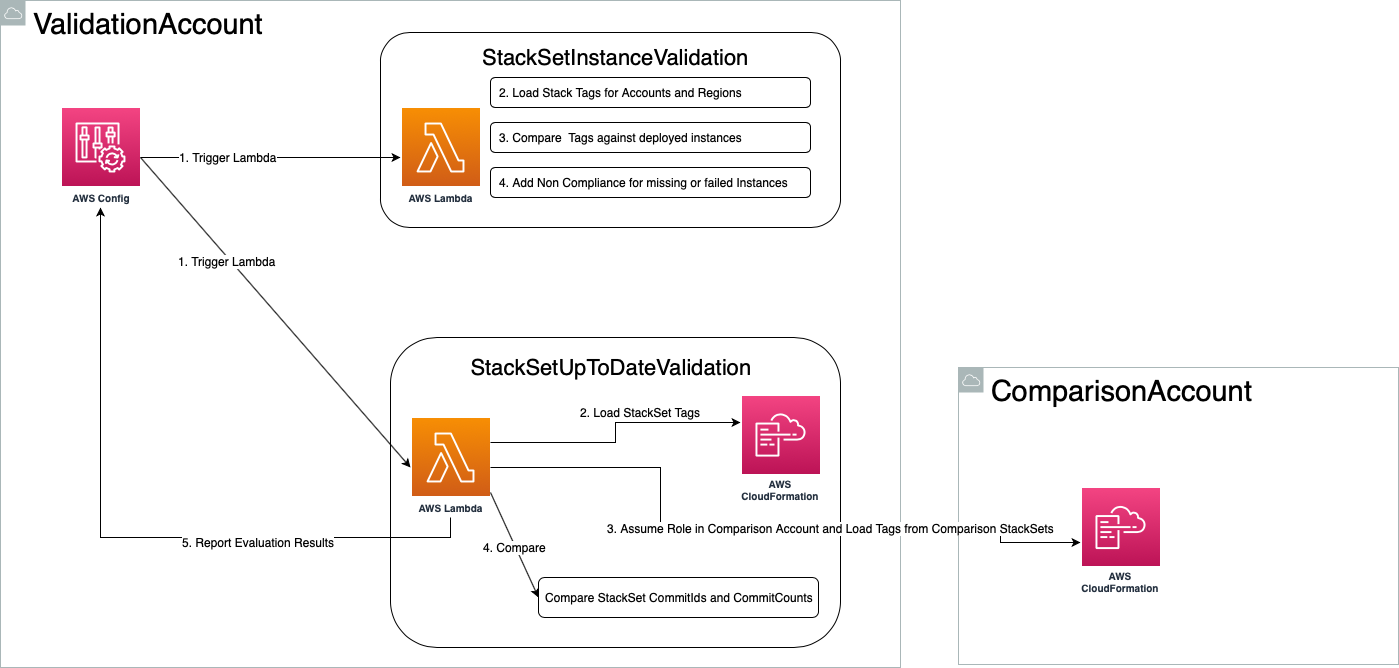 ValidationAccount
StackSetInstanceValidation
2. Load Stack Tags for Accounts and Regions
3. Compare  Tags against deployed instances
4. Add Non Compliance for missing or failed Instances
1. Trigger Lambda
AWS Config
AWS Lambda
1. Trigger Lambda
StackSetUpToDateValidation
2. Load StackSet Tags
AWS
CloudFormation
AWS Lambda
3. Assume Role in Comparison Account and Load Tags from Comparison StackSets
5. Report Evaluation Results
4. Compare
Compare StackSet CommitIds and CommitCounts
ComparisonAccount
AWS
CloudFormation